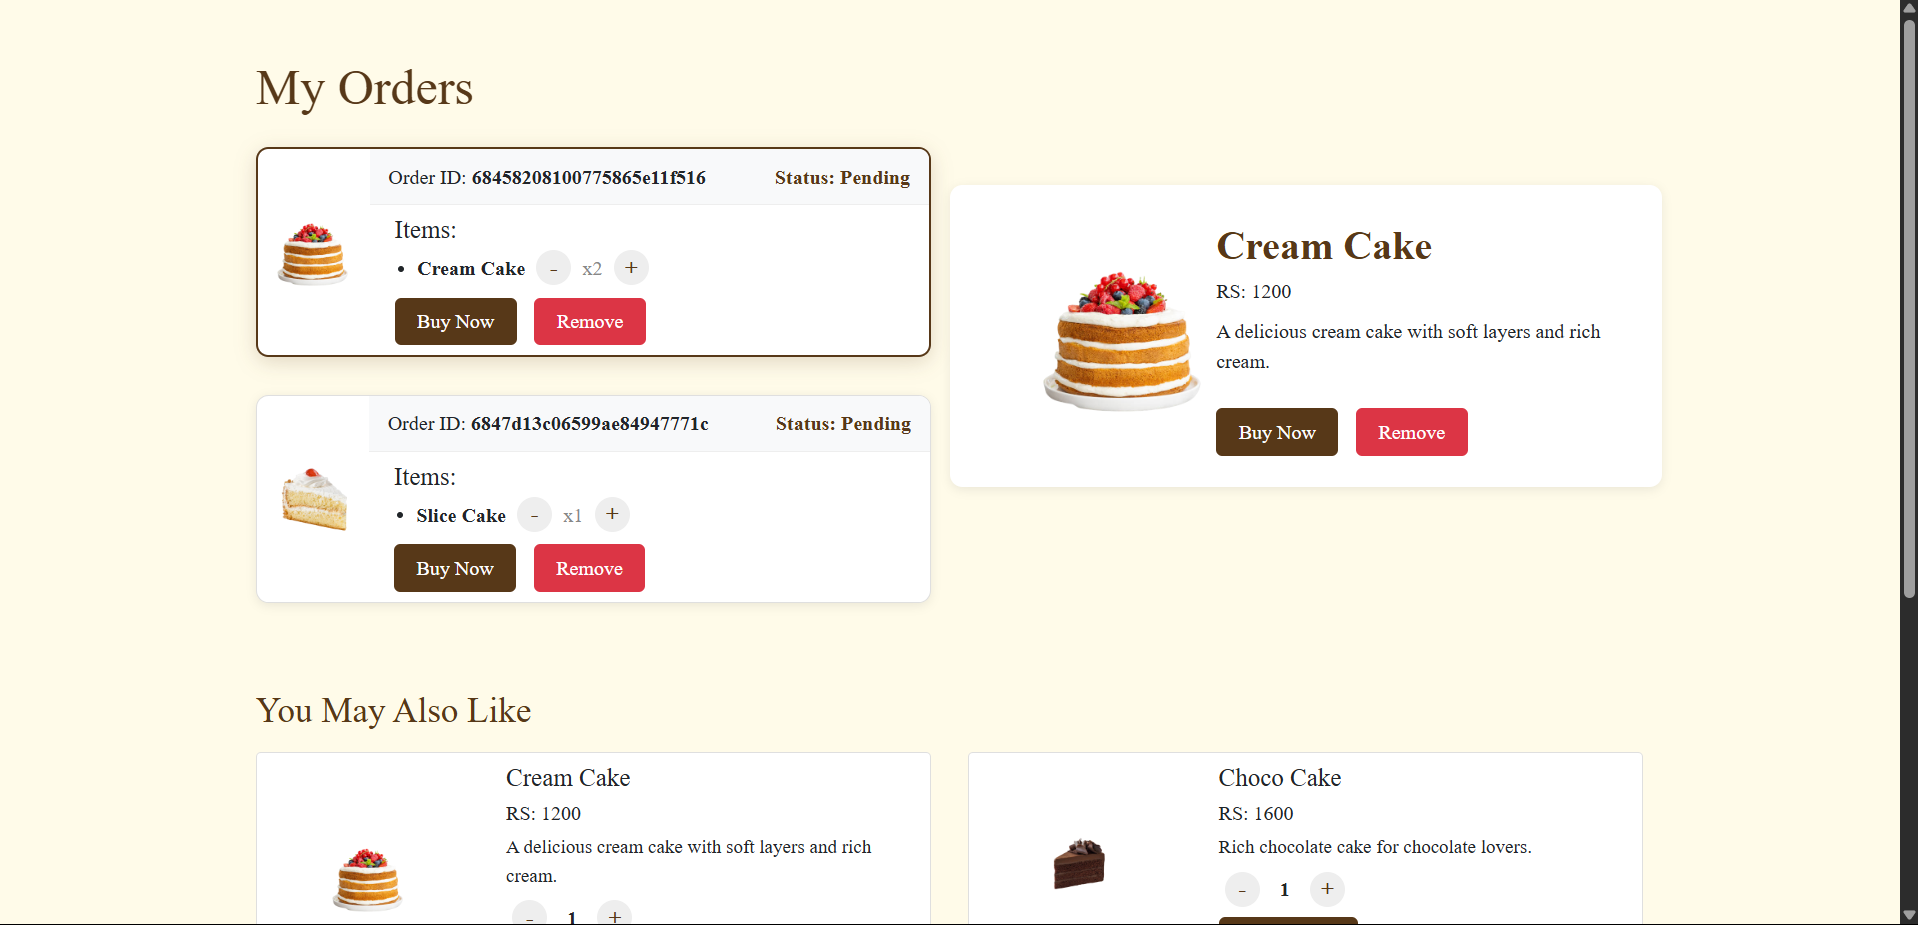 My Orders
Order ID: 68458208100775865e11f516 Status: Pending
Items:
• Cream Cake - x2 +
Buy Now Remove
Order ID: 6847d13c06599ae84947771c Status: Pending
Items:
• Slice Cake - x1 +
Buy Now Remove
Cream Cake
RS: 1200
A delicious cream cake with soft layers and rich
cream.
Buy Now Remove
You May Also Like
Cream Cake
RS: 1200
A delicious cream cake with soft layers and rich
cream.
- 1 +
Choco Cake
RS: 1600
Rich chocolate cake for chocolate lovers.
- 1 +